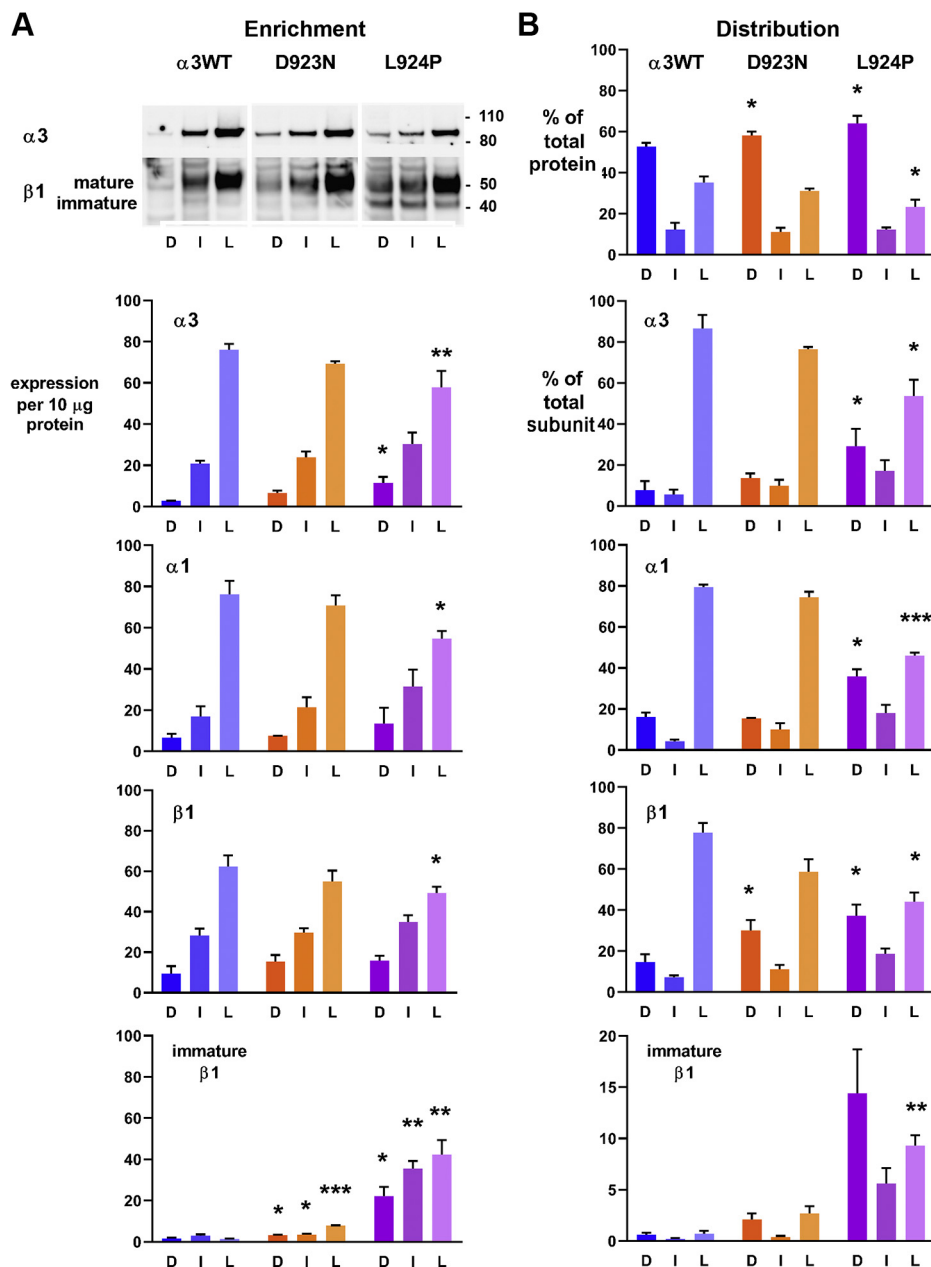 A
Enrichment
α3WT D923N L924P
α3
110
80
β1
mature
immature
50
40
D I L D I L D I L
100
80
60
40
20
0
α3
expression
per 10 μg
protein
* **
D I L D I L D I L
100
80
60
40
20
0
α1
*
D I L D I L D I L
100
80
60
40
20
0
β1
*
D I L D I L D I L
100
80
60
40
20
0
immature
β1
* * *** * ** **
D I L D I L D I L
B
Distribution
α3WT D923N L924P
100
80
60
40
20
0
% of
total
protein
* * *
D I L D I L D I L
100
80
60
40
20
0
α3
% of
total
subunit
* *
D I L D I L D I L
100
80
60
40
20
0
α1
* ***
D I L D I L D I L
100
80
60
40
20
0
β1
* * *
D I L D I L D I L
20
15
10
5
0
immature
β1
**
D I L D I L D I L